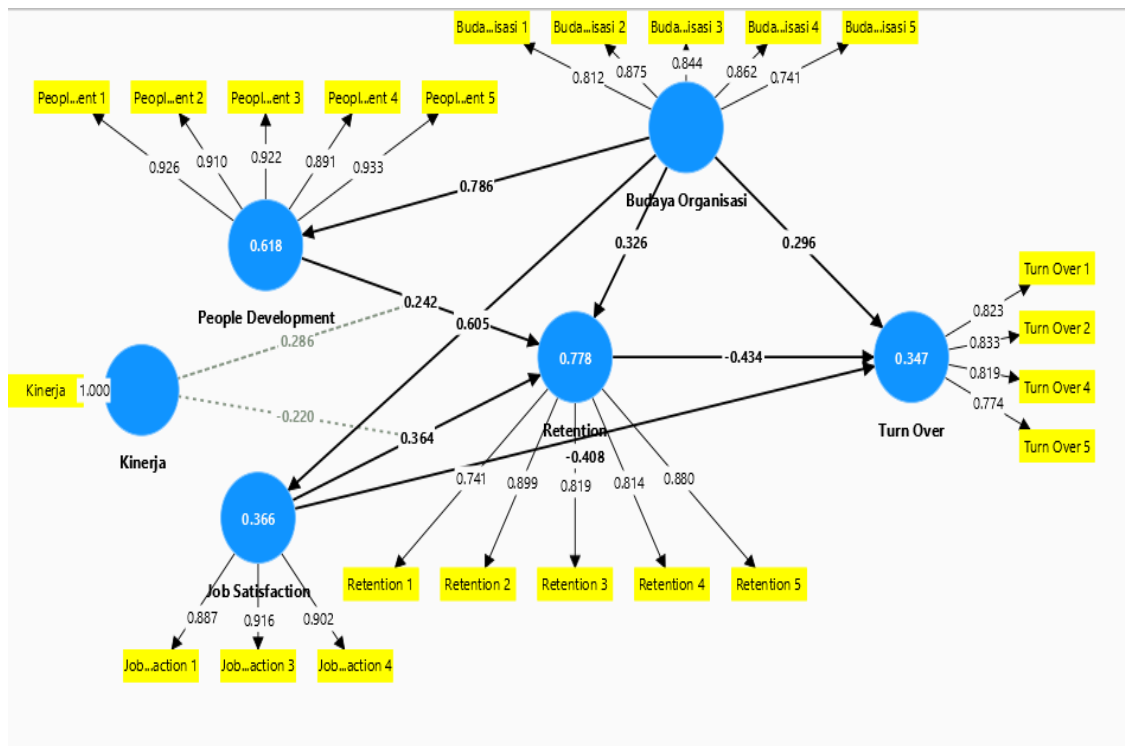 Buda...isasi 1
Buda...isasi 2
Buda...isasi 3
Buda...isasi 4
Buda...isasi 5
0.812
0.875
0.844
0.862
0.741
Peopl...ent 1
Peopl...ent 2
Peopl...ent 3
Peopl...ent 4
Peopl...ent 5
0.926
0.910
0.922
0.891
0.933
0.786
Budaya Organisasi
0.618
0.326
0.296
People Development
0.242
0.605
0.286
Turn Over 1
0.823
Turn Over 2
0.833
0.778
-0.434
0.347
0.819
Turn Over 4
0.774
Turn Over 5
Kinerja
1.000
-0.220
0.364
Retention
Turn Over
Kinerja
-0.408
0.741
0.899
0.819
0.814
0.880
0.366
Retention 1
Retention 2
Retention 3
Retention 4
Retention 5
Job Satisfaction
0.887
0.916
0.902
Job...action 1
Job...action 3
Job...action 4